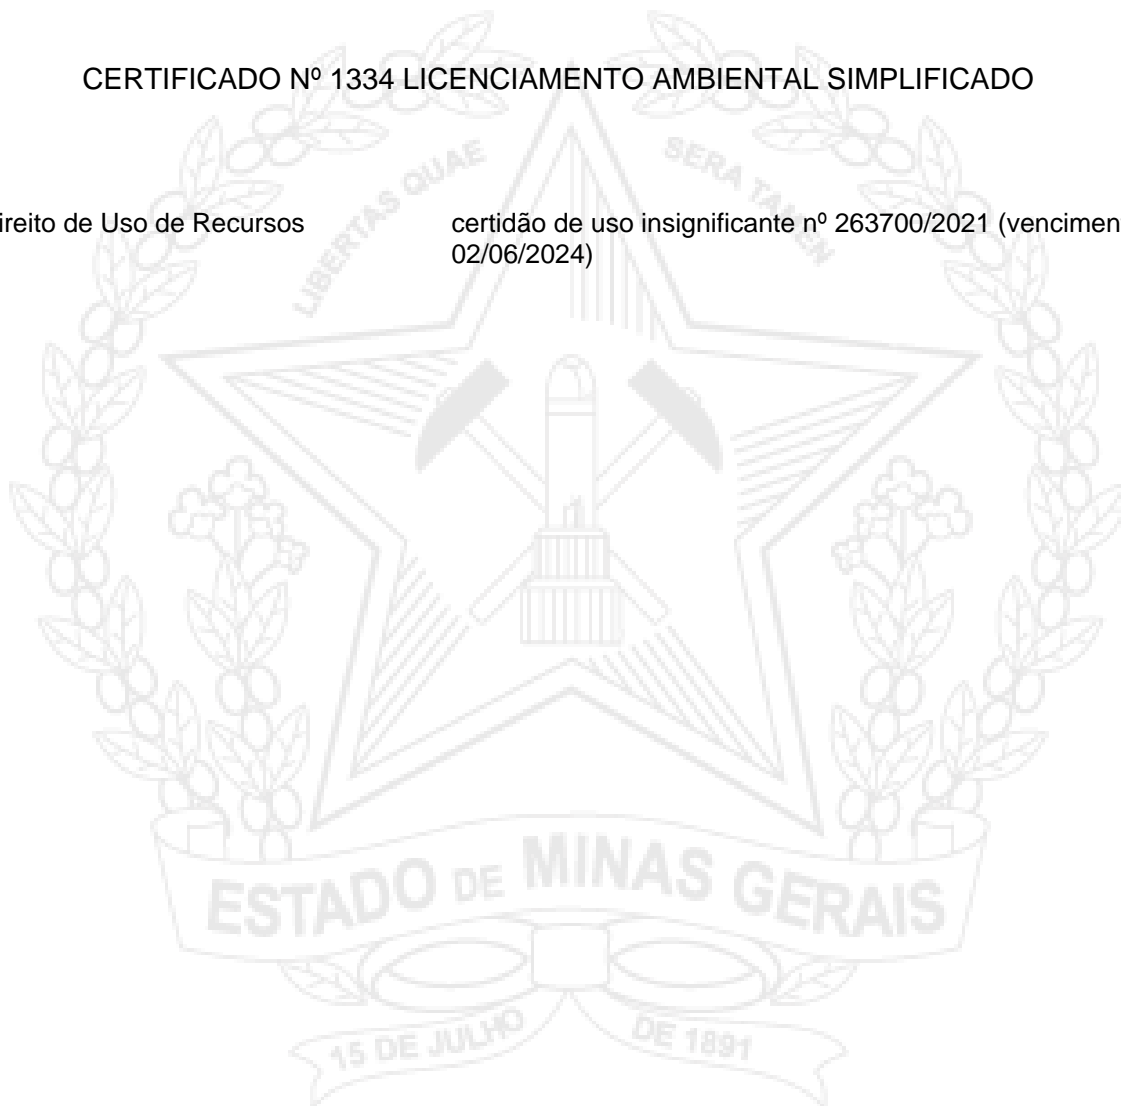 CERTIFICADO Nº 1334 LICENCIAMENTO AMBIENTAL SIMPLIFICADO
LIBERTAS QUAE SERA TAMEN
ireito de Uso de Recursos certidão de uso insignificante nº 263700/2021 (vencimen
02/06/2024)
ESTADO DE MINAS GERAIS
15 DE JULHO DE 1891